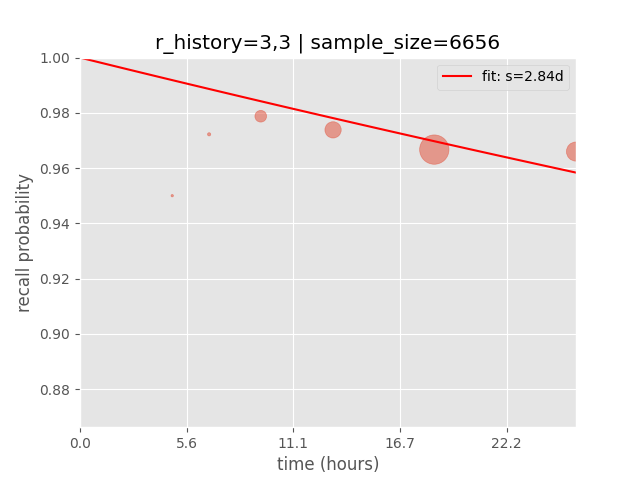 r_history=3,3 | sample_size=6656
fit: s=2.84d
1.00
0.98
0.96
0.94
0.92
0.90
0.88
recall probability
0.0 5.6 11.1 16.7 22.2
time (hours)